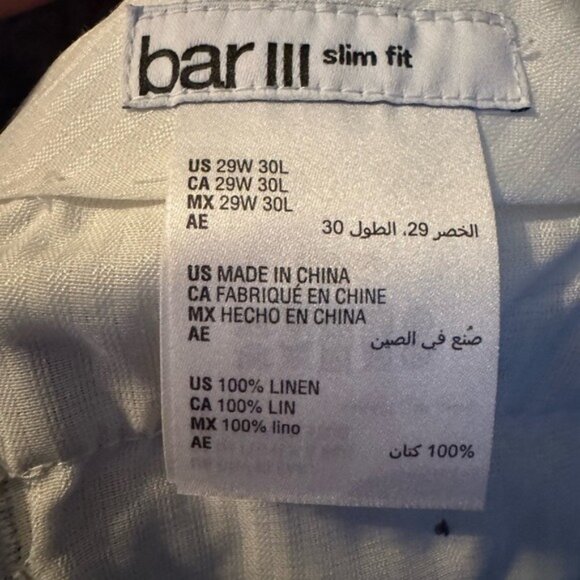 bar III slim fit
US 29W 30L
CA 29W 30L
MX 29W 30L
AE الخصر 29، الطول 30
US MADE IN CHINA
CA FABRIQUÉ EN CHINE
MX HECHO EN CHINA
AE صُنع في الصين
US 100% LINEN
CA 100% LIN
MX 100% lino
AE 100% كتان